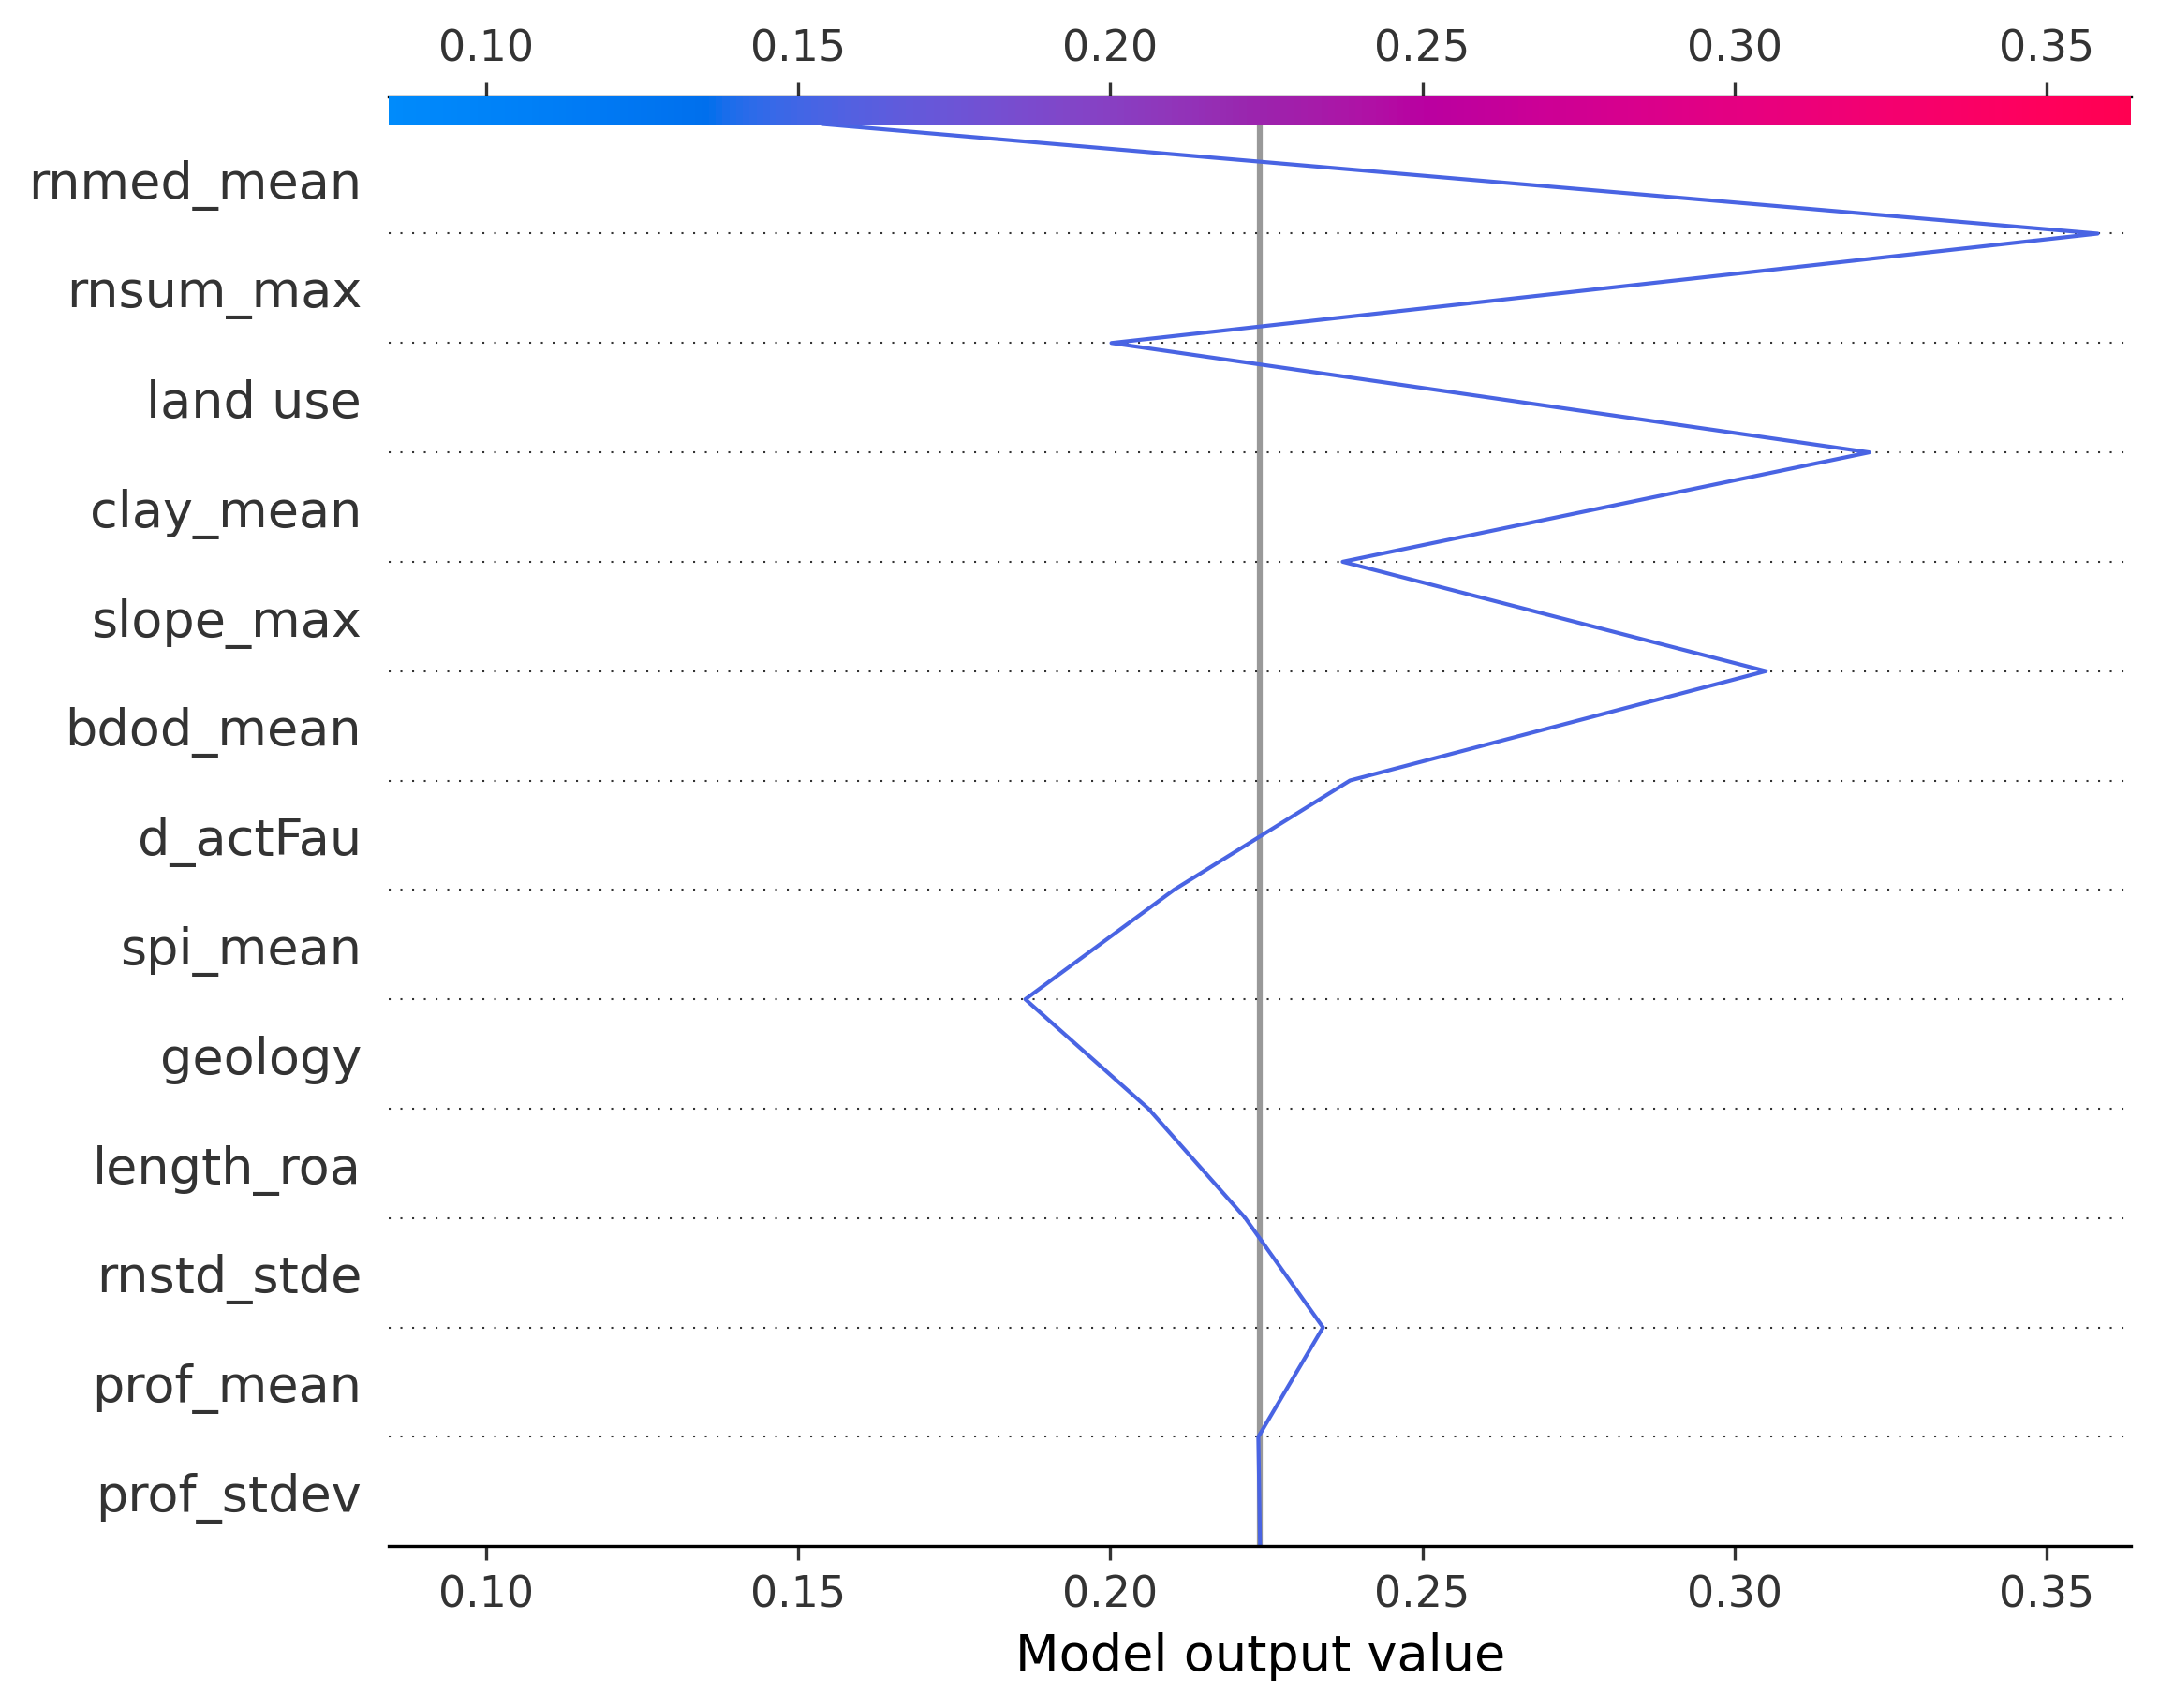 0.10 0.15 0.20 0.25 0.30 0.35
rnmed_mean
rnsum_max
land use
clay_mean
slope_max
bdod_mean
d_actFau
spi_mean
geology
length_roa
rnstd_stde
prof_mean
prof_stdev
0.10 0.15 0.20 0.25 0.30 0.35
Model output value